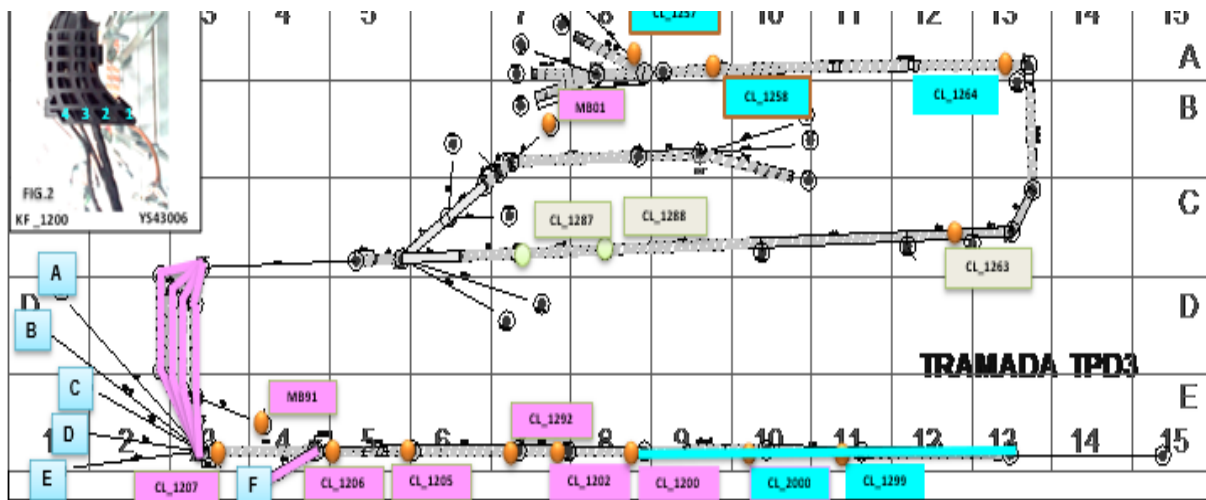 3 4 5 7 8 10 11 12 13 14 15
CL_1257
A
CL_1258
CL_1264
MB01
B
4 3 2 1
FIG.2
KF_1200 YS43006
C
CL_1287
CL_1288
CL_1263
A
D
D
B
TRAMADA TPD3
C
MB91
E
CL_1292
D
1 2 3 4 5 6 7 8 9 10 11 12 13 14 15
E
F
CL_1207
CL_1206
CL_1205
CL_1202
CL_1200
CL_2000
CL_1299